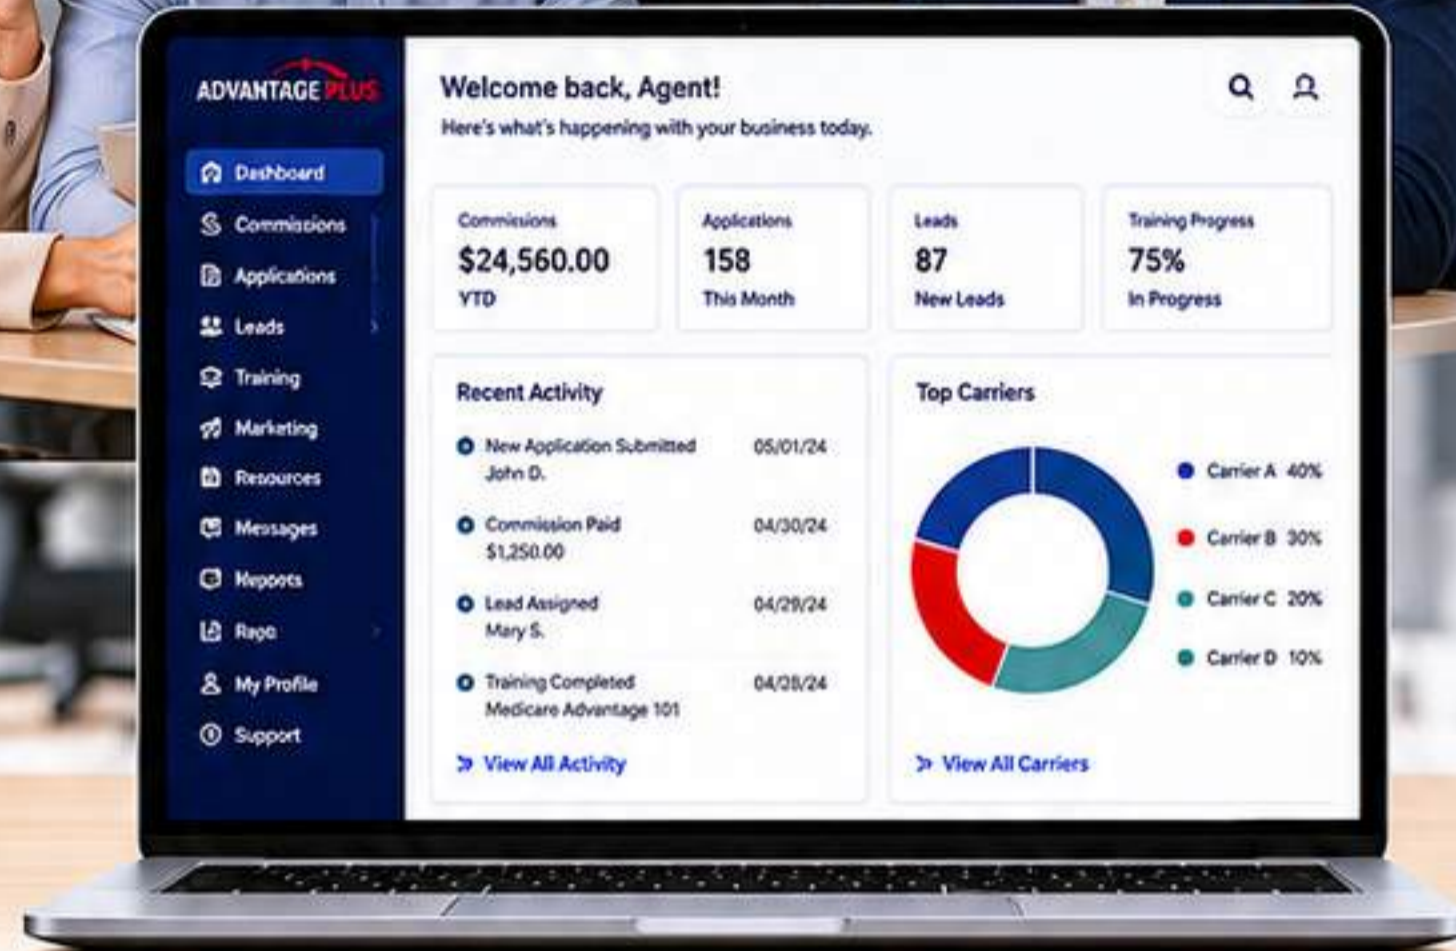 ADVANTAGE PLUS
Dashboard
Commissions
Applications
Leads
Training
Marketing
Resources
Messages
My Profile
Support
Welcome back, Agent!
Here's what's happening with your business today.
Commissions
$24,560.00
YTD
Applications
158
This Month
Leads
87
New Leads
Training Progress
75%
In Progress
Recent Activity
New Application Submitted 05/01/24
John D.
Commission Paid 04/30/24
$1,250.00
Lead Assigned 04/29/24
Mary S.
Training Completed 04/28/24
Medicare Advantage 101
View All Activity
Top Carriers
Carrier A 40%
Carrier B 30%
Carrier C 20%
Carrier D 10%
View All Carriers